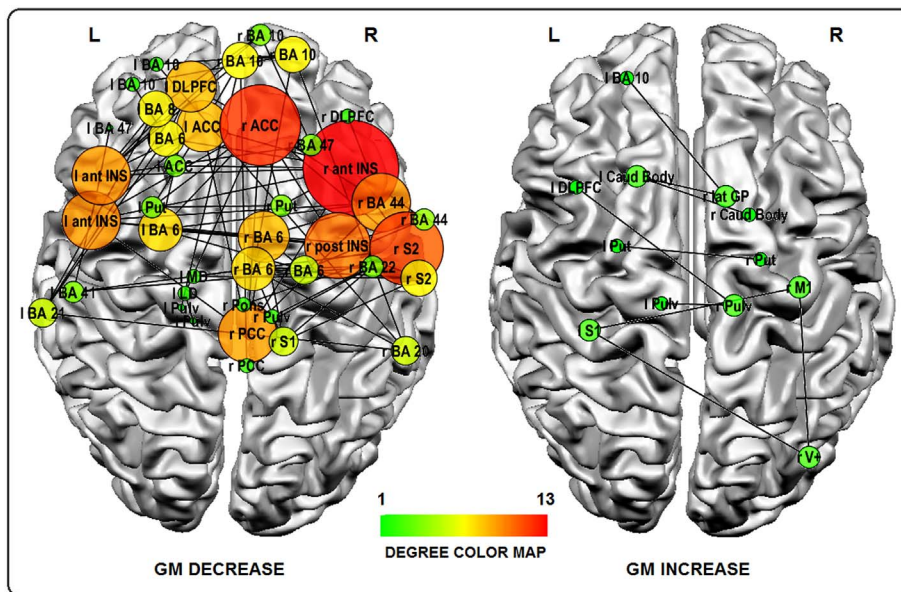 L
R
r BA 10
r BA 10
BA 10
l BA 10
l BA 10
l DLPFC
BA 8
l ACC
r ACC
r DLPFC
l BA 47
l BA 6
r BA 47
l ant INS
r ACC
r ant INS
l ant INS
Put
r Put
r BA 44
r BA 44
l BA 6
r BA 6
r post INS
r S2
r BA 6
r BA 6
r BA 22
r S2
l MD
l BA 41
l BA 21
l Pulv
r Pons
r Pulv
r Pulv
r PCC
r S1
r BA 20
r PCC
GM DECREASE
L
R
l BA 10
l Caud Body
l DLPFC
r lat GP
r Caud Body
l Put
r Put
r M1
l Pulv
r Pulv
S1
r V+
GM INCREASE
1
13
DEGREE COLOR MAP